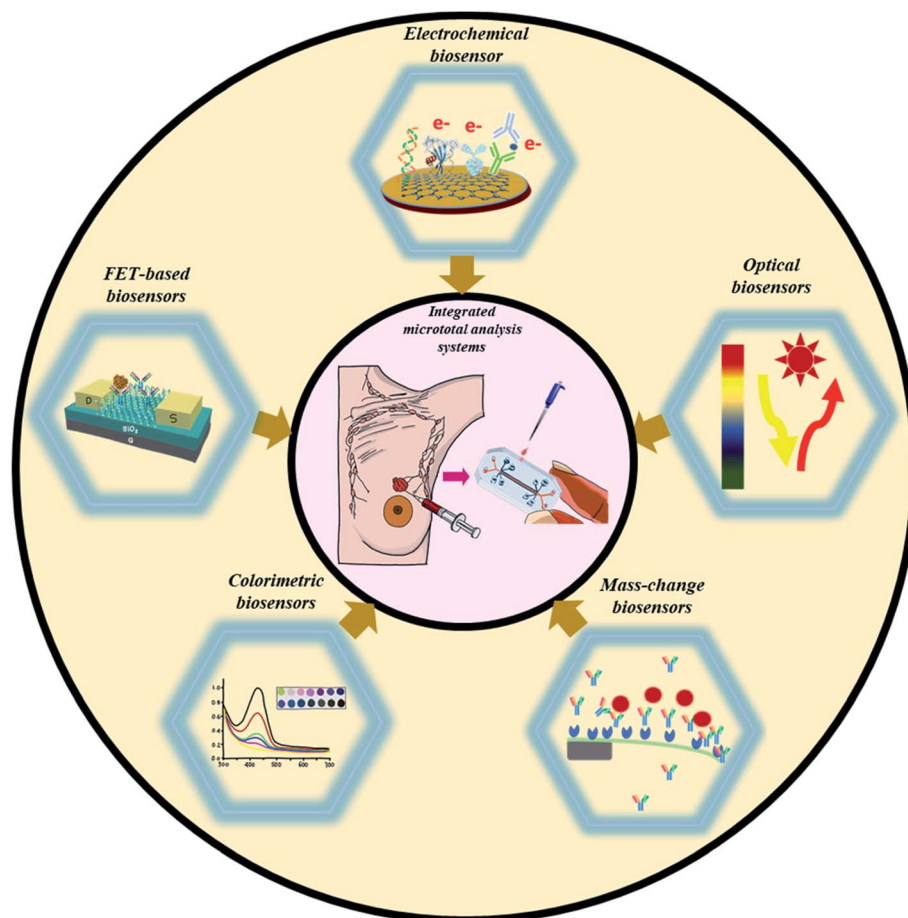 Electrochemical
biosensor
e-
e-
e-
FET-based
biosensors
D
S
SiO₂
G
Optical
biosensors
Integrated
micrototal analysis
systems
Colorimetric
biosensors
1.0
0.8
0.6
0.4
0.2
0.0
300
400
500
600
700
Mass-change
biosensors